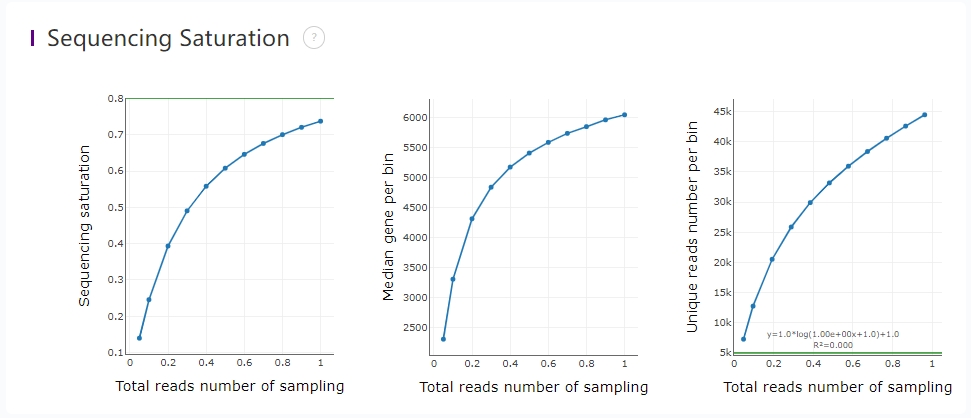 Sequencing Saturation ?
Sequencing saturation
0.8
0.7
0.6
0.5
0.4
0.3
0.2
0.1
0 0.2 0.4 0.6 0.8 1
Total reads number of sampling
Median gene per bin
6000
5500
5000
4500
4000
3500
3000
2500
0 0.2 0.4 0.6 0.8 1
Total reads number of sampling
Unique reads number per bin
45k
40k
35k
30k
25k
20k
15k
10k
5k
y=1.0*log(1.00e+00x+1.0)+1.0
R²=0.000
0 0.2 0.4 0.6 0.8 1
Total reads number of sampling